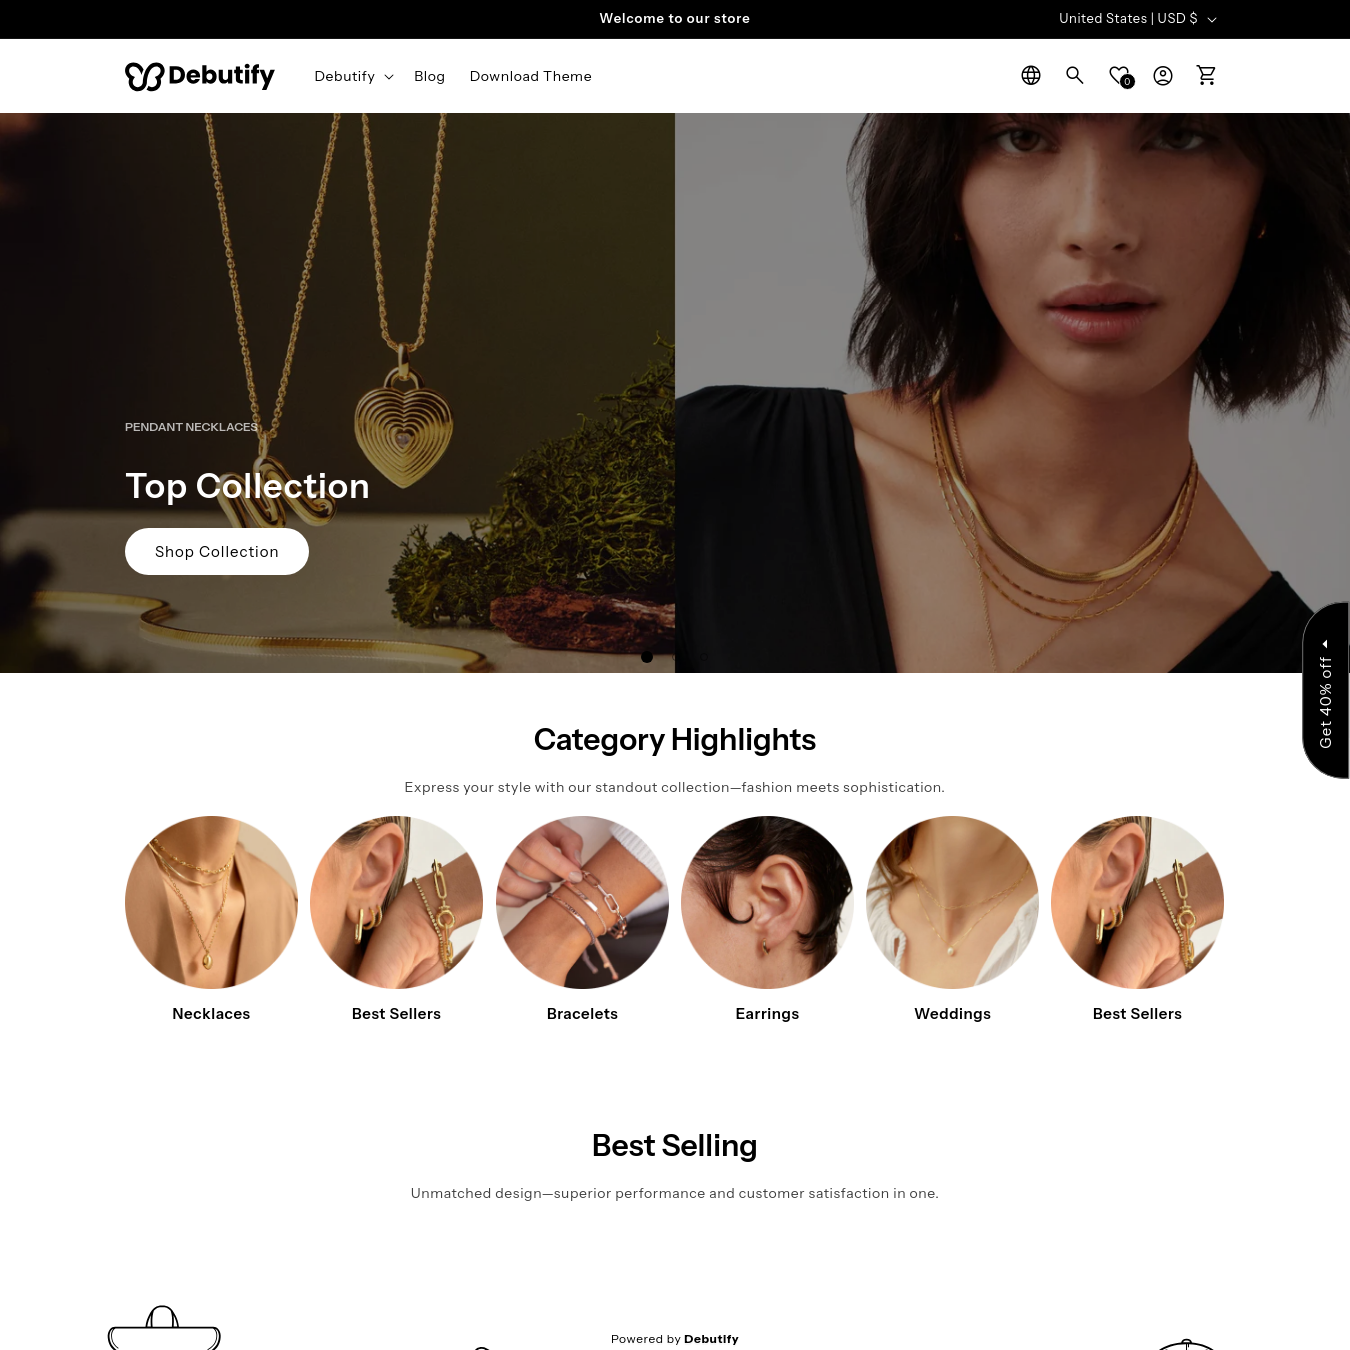 Welcome to our store
United States | USD $
Debutify
Debutify
Blog
Download Theme
0
PENDANT NECKLACES
Top Collection
Shop Collection
Get 40% off
Category Highlights
Express your style with our standout collection—fashion meets sophistication.
Necklaces
Best Sellers
Bracelets
Earrings
Weddings
Best Sellers
Best Selling
Unmatched design—superior performance and customer satisfaction in one.
Powered by Debutify